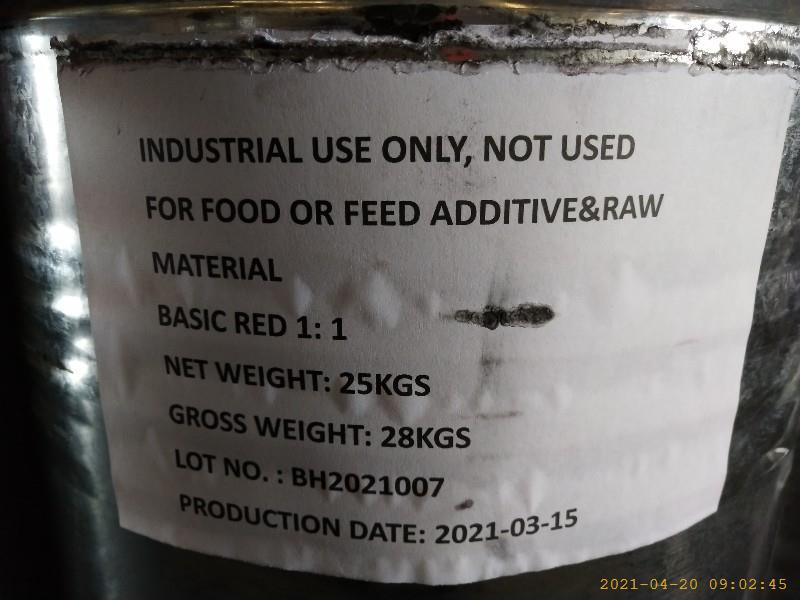 INDUSTRIAL USE ONLY, NOT USED
FOR FOOD OR FEED ADDITIVE&RAW
MATERIAL
BASIC RED 1: 1
NET WEIGHT: 25KGS
GROSS WEIGHT: 28KGS
LOT NO. : BH2021007
PRODUCTION DATE: 2021-03-15
2021-04-20 09:02:45